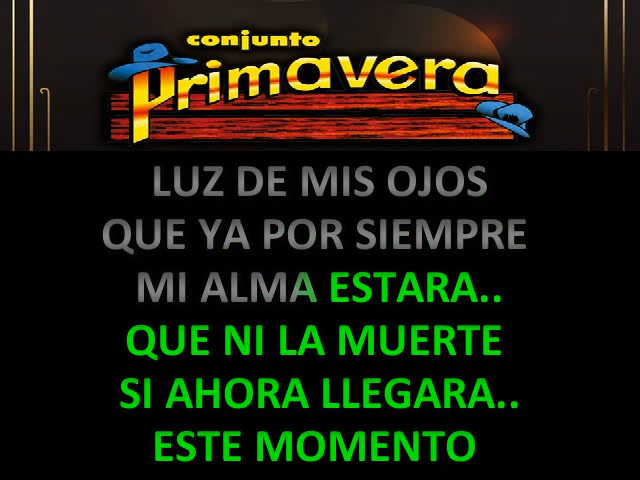 conjunto
Primavera
LUZ DE MIS OJOS
QUE YA POR SIEMPRE
MI ALMA ESTARA..
QUE NI LA MUERTE
SI AHORA LLEGARA..
ESTE MOMENTO